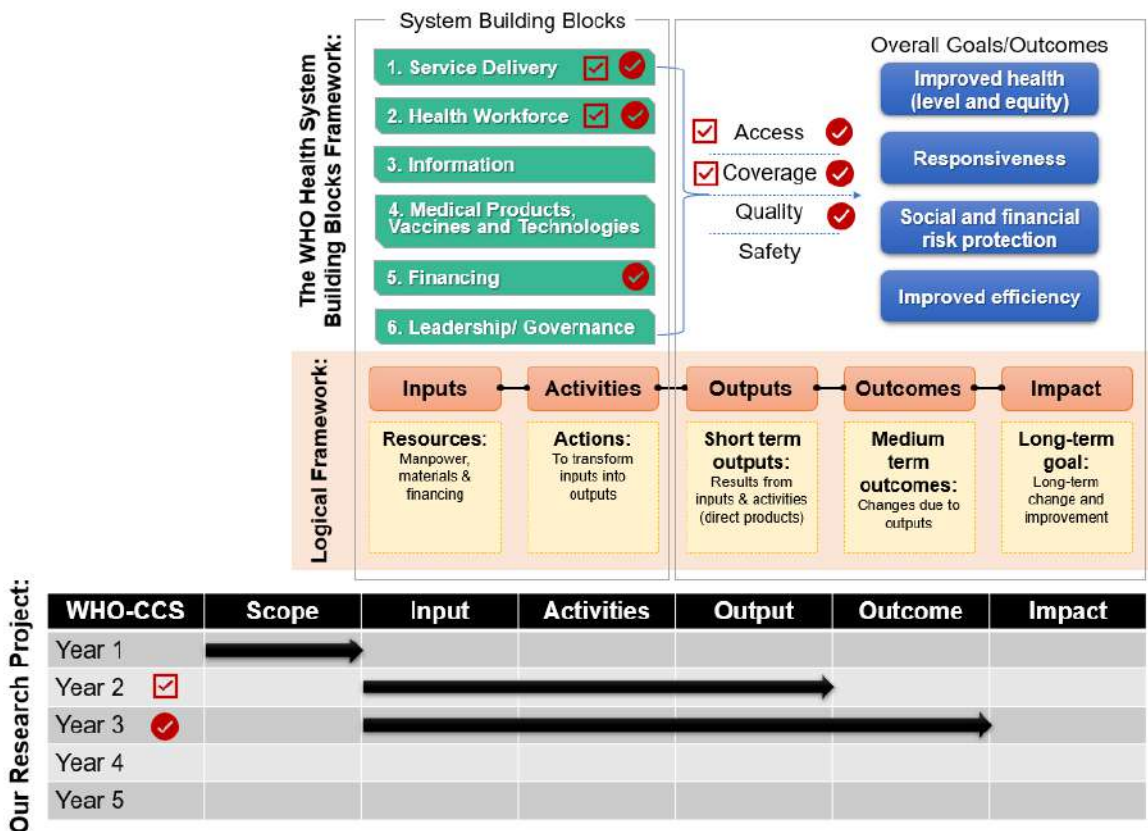 The WHO Health System
Building Blocks Framework:
System Building Blocks
1. Service Delivery
2. Health Workforce
3. Information
4. Medical Products,
Vaccines and Technologies
5. Financing
6. Leadership/ Governance
Access
Coverage
Quality
Safety
Overall Goals/Outcomes
Improved health
(level and equity)
Responsiveness
Social and financial
risk protection
Improved efficiency
Logical Framework:
Inputs
Activities
Outputs
Outcomes
Impact
Resources:
Manpower,
materials &
financing
Actions:
To transform
inputs into
outputs
Short term
outputs:
Results from
inputs & activities
(direct products)
Medium
term
outcomes:
Changes due to
outputs
Long-term
goal:
Long-term
change and
improvement
Our Research Project:
WHO-CCS Scope Input Activities Output Outcome Impact
Year 1
Year 2
Year 3
Year 4
Year 5